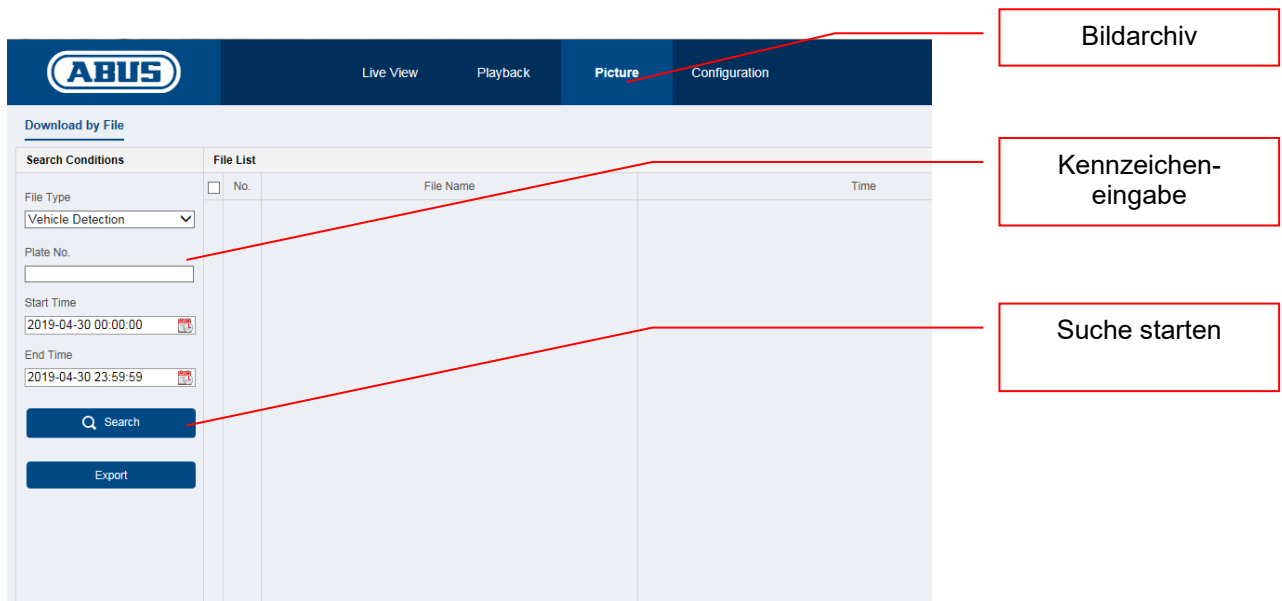 Bildarchiv
ABUS
Live View Playback Picture Configuration
Download by File
Search Conditions File List
No. File Name Time
File Type
Vehicle Detection
Plate No.
Kennzeichen-
eingabe
Start Time
2019-04-30 00:00:00
End Time
2019-04-30 23:59:59
Suche starten
Search
Export